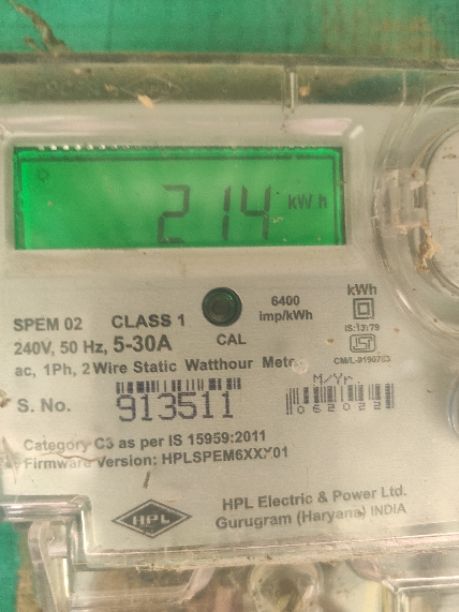 214 kWh
6400
imp/kWh
kWh
SPEM 02 CLASS 1
CAL
IS:13779
240V, 50 Hz, 5-30A
ac, 1Ph, 2 Wire Static Watthour Meter
M/Yr.
S. No. 913511
062022
Category C3 as per IS 15959:2011
Firmware Version: HPLSPEM6XXY01
HPL
HPL Electric & Power Ltd.
Gurugram (Haryana) INDIA